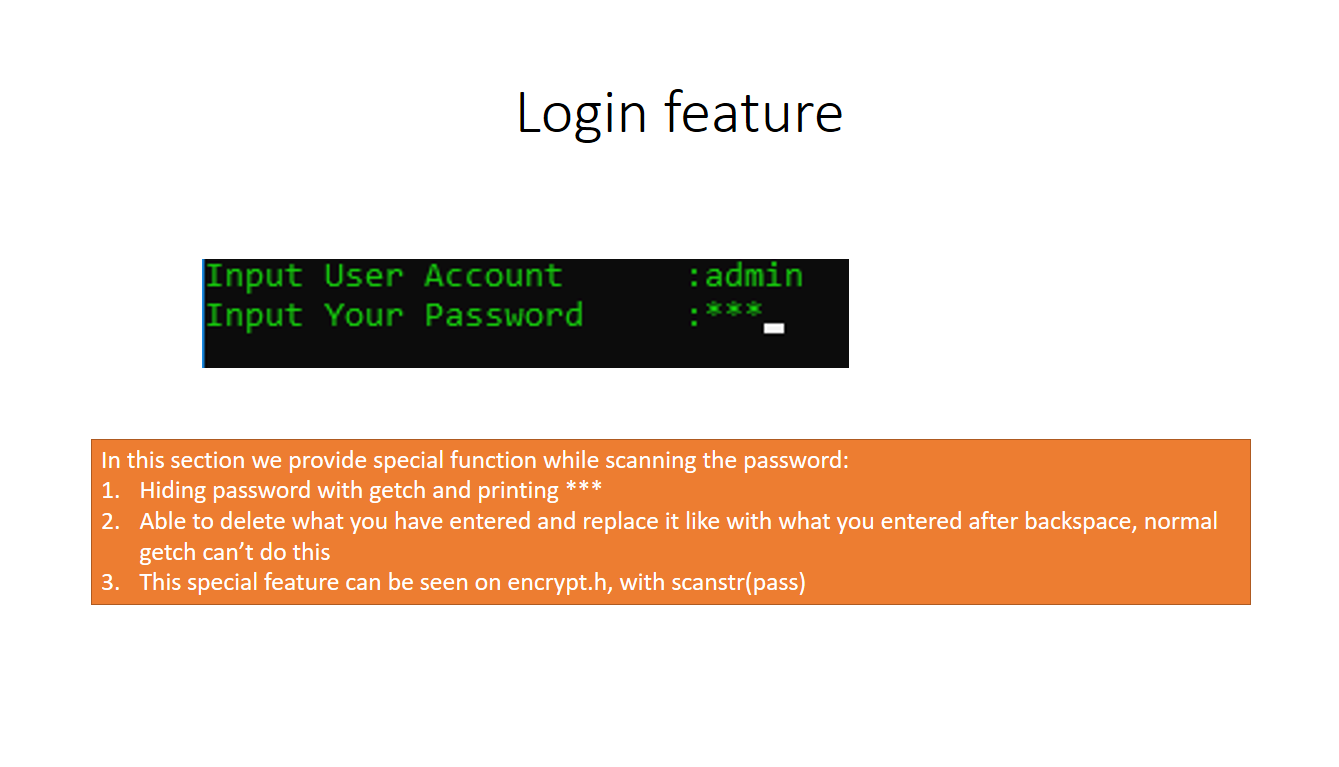 Login feature
Input User Account :admin
Input Your Password :***
In this section we provide special function while scanning the password:
1. Hiding password with getch and printing ***
2. Able to delete what you have entered and replace it like with what you entered after backspace, normal
getch can’t do this
3. This special feature can be seen on encrypt.h, with scanstr(pass)